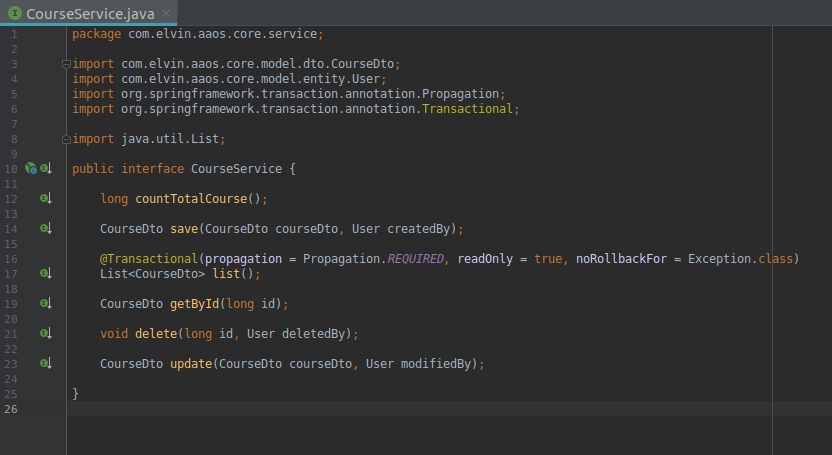 CourseService.java
1 package com.elvin.aaos.core.service;
2
3 import com.elvin.aaos.core.model.dto.CourseDto;
4 import com.elvin.aaos.core.model.entity.User;
5 import org.springframework.transaction.annotation.Propagation;
6 import org.springframework.transaction.annotation.Transactional;
7
8 import java.util.List;
9
10 public interface CourseService {
11
12 long countTotalCourse();
13
14 CourseDto save(CourseDto courseDto, User createdBy);
15
16 @Transactional(propagation = Propagation.REQUIRED, readOnly = true, noRollbackFor = Exception.class)
17 List<CourseDto> list();
18
19 CourseDto getById(long id);
20
21 void delete(long id, User deletedBy);
22
23 CourseDto update(CourseDto courseDto, User modifiedBy);
24
25 }
26